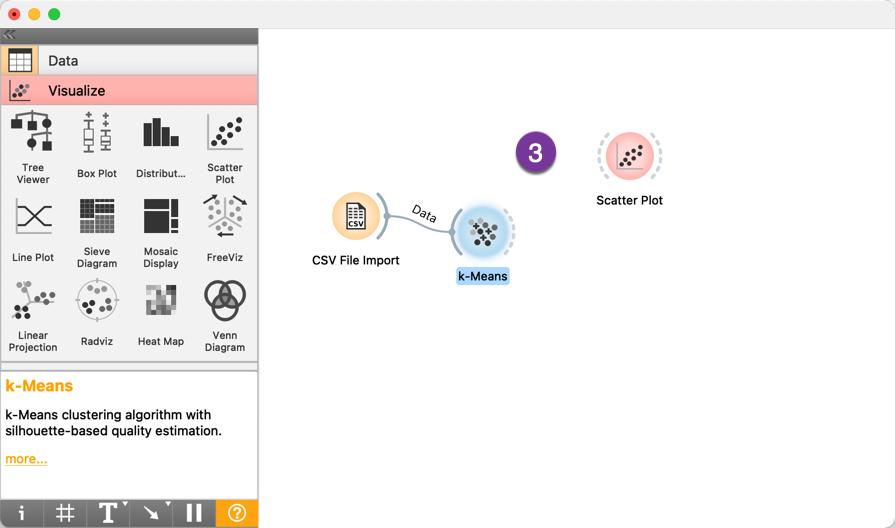 Data
Visualize
Tree
Viewer
Box Plot
Distribut...
Scatter
Plot
Line Plot
Sieve
Diagram
Mosaic
Display
FreeViz
Linear
Projection
Radviz
Heat Map
Venn
Diagram
k-Means
k-Means clustering algorithm with
silhouette-based quality estimation.
more...
i
T
?
3
Scatter Plot
CSV
Data
CSV File Import
k-Means